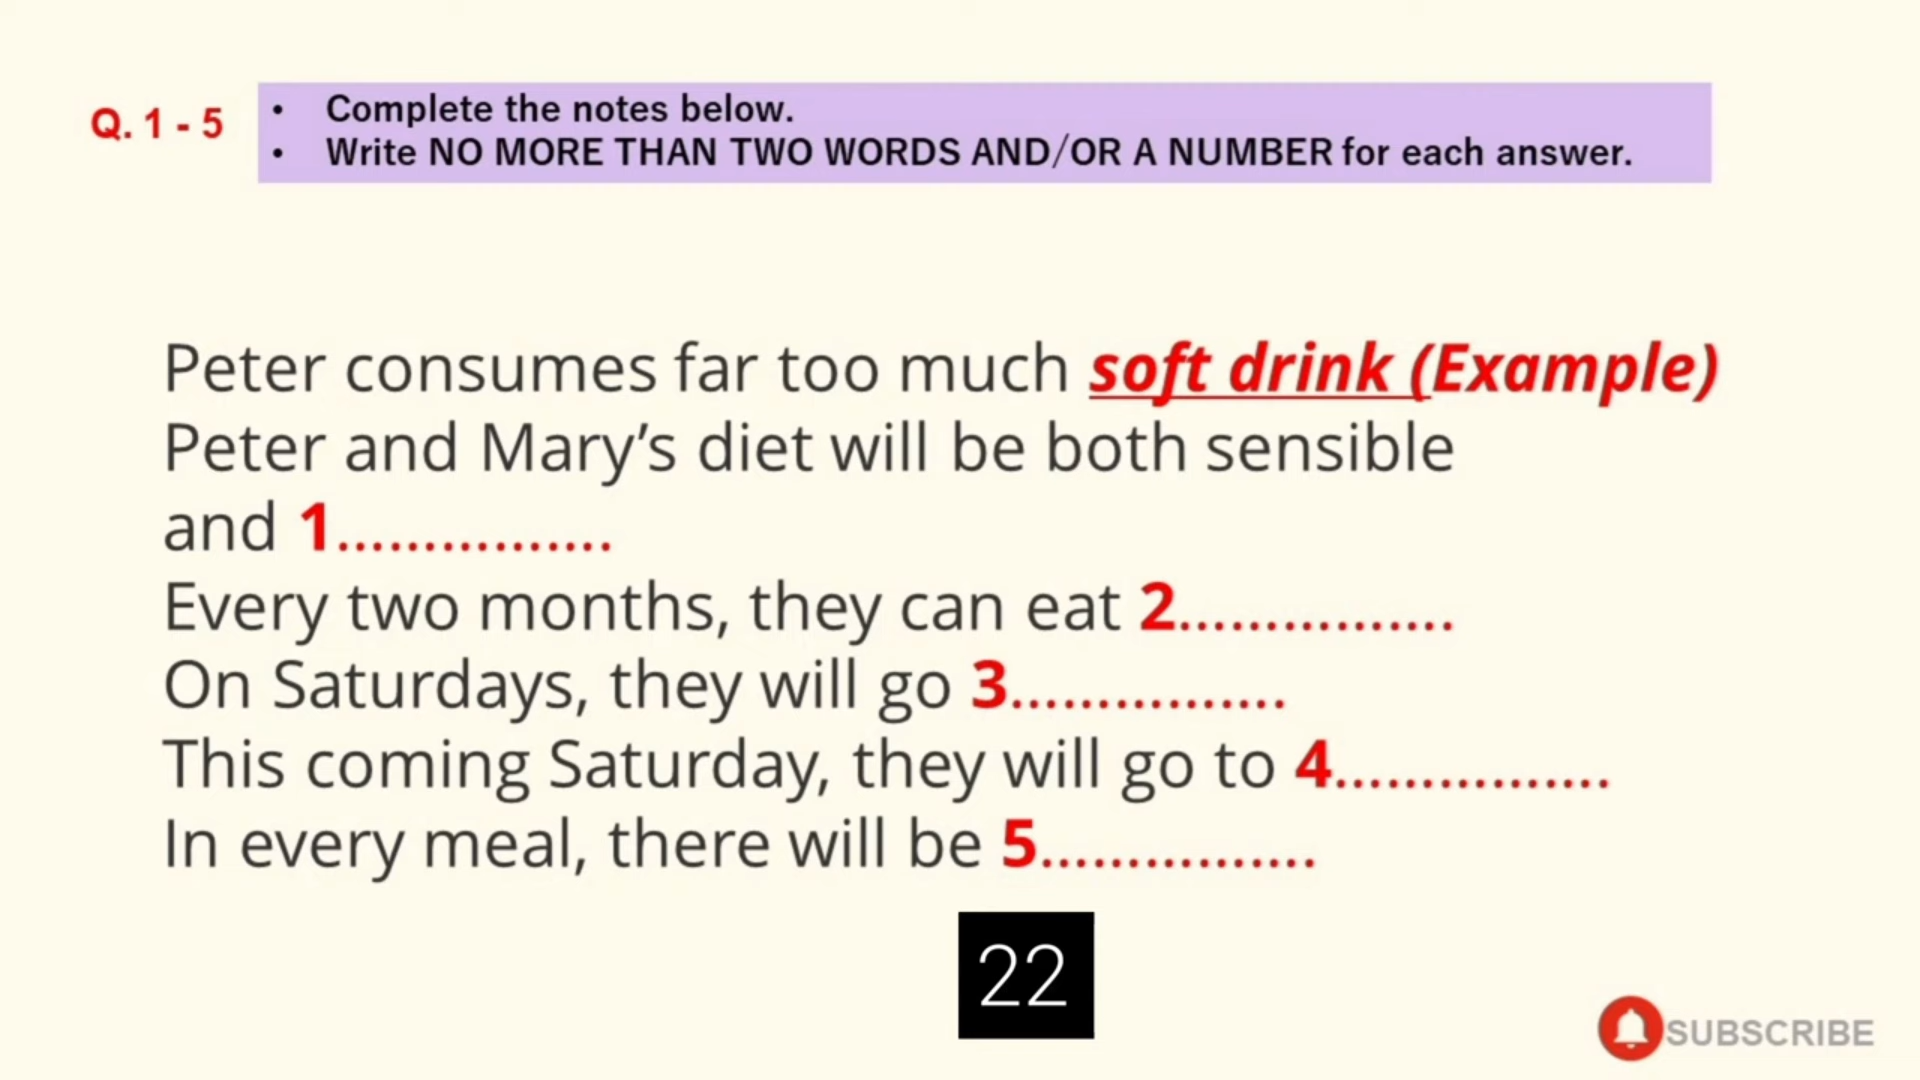 Q. 1 - 5
• Complete the notes below.
• Write NO MORE THAN TWO WORDS AND/OR A NUMBER for each answer.
Peter consumes far too much soft drink (Example)
Peter and Mary’s diet will be both sensible
and 1................
Every two months, they can eat 2................
On Saturdays, they will go 3................
This coming Saturday, they will go to 4................
In every meal, there will be 5................
22
SUBSCRIBE